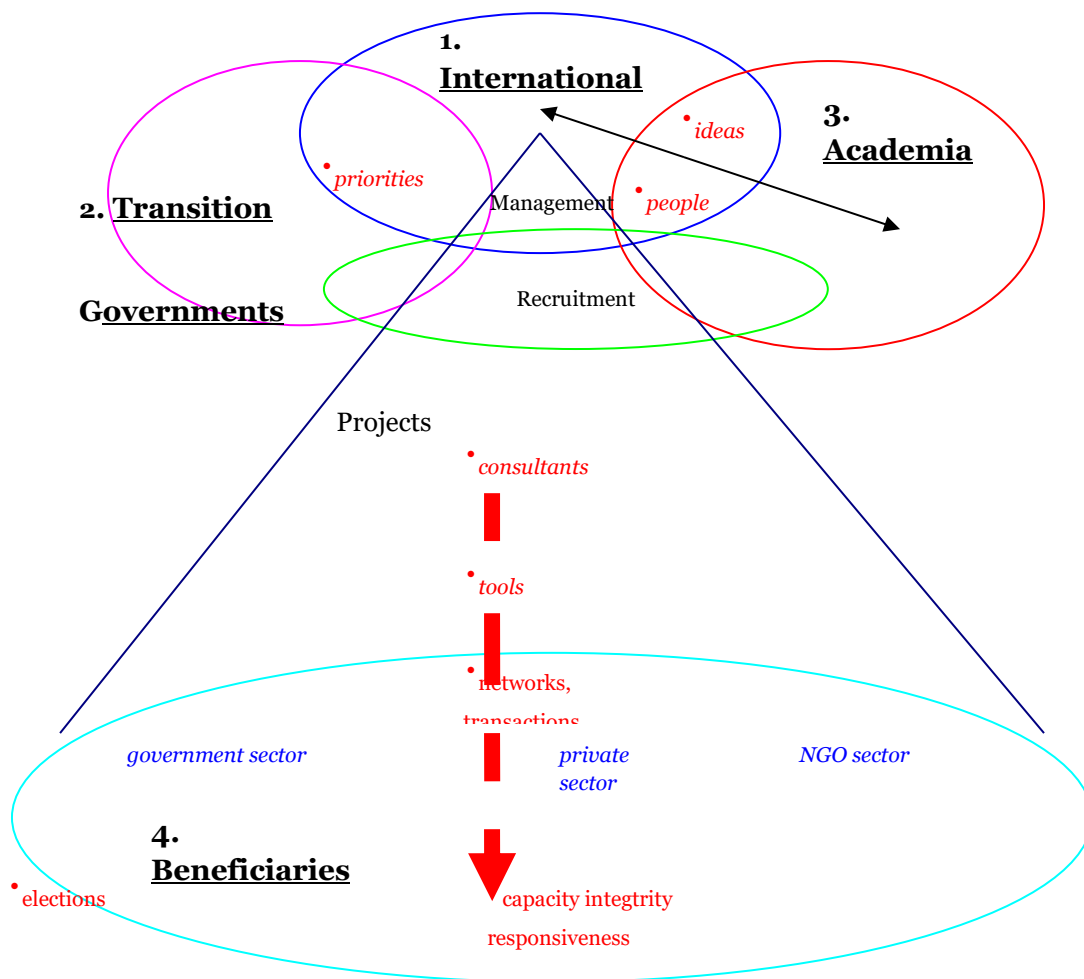 1.
International
3.
Academia
• ideas
• priorities
• people
2. Transition
Management
Governments
Recruitment
Projects
• consultants
• tools
• networks,
transactions
government sector
private
sector
NGO sector
4.
Beneficiaries
• elections
capacity integtrity
responsiveness